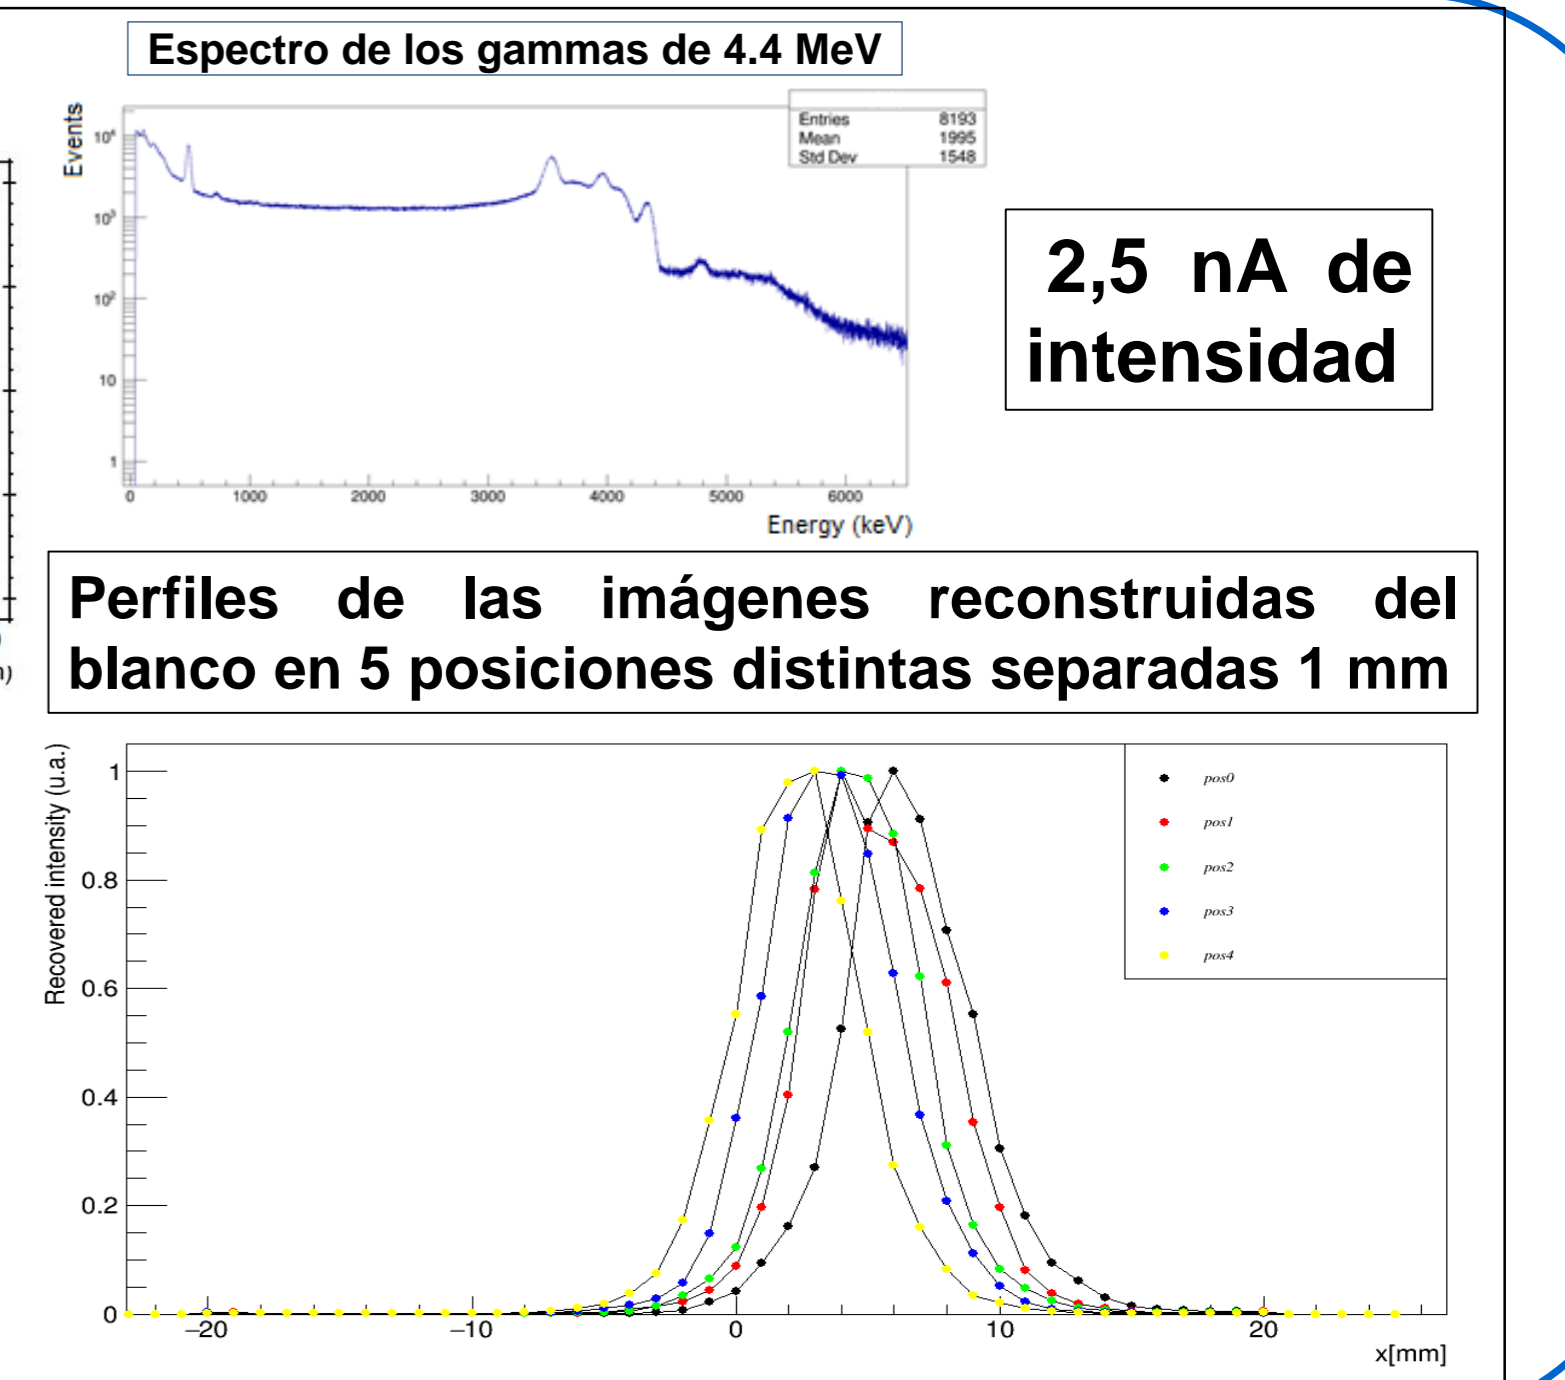 Espectro de los gammas de 4.4 MeV
Events
Entries 8193
Mean 1995
Std Dev 1548
10⁴
10³
10²
10
1
0 1000 2000 3000 4000 5000 6000
Energy (keV)
2,5 nA de
intensidad
Perfiles de las imágenes reconstruidas del
blanco en 5 posiciones distintas separadas 1 mm
Recovered intensity (u.a.)
1
0.8
0.6
0.4
0.2
0
pos0
pos1
pos2
pos3
pos4
−20 −10 0 10 20
x[mm]